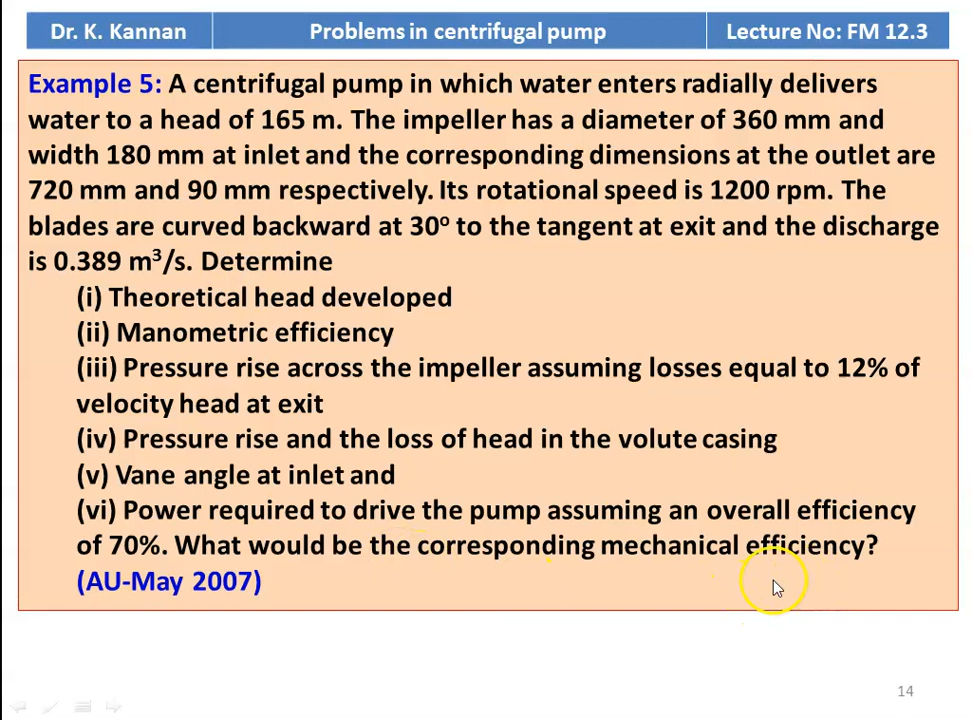 Dr. K. Kannan
Problems in centrifugal pump
Lecture No: FM 12.3
Example 5: A centrifugal pump in which water enters radially delivers
water to a head of 165 m. The impeller has a diameter of 360 mm and
width 180 mm at inlet and the corresponding dimensions at the outlet are
720 mm and 90 mm respectively. Its rotational speed is 1200 rpm. The
blades are curved backward at 30° to the tangent at exit and the discharge
is 0.389 m³/s. Determine
(i) Theoretical head developed
(ii) Manometric efficiency
(iii) Pressure rise across the impeller assuming losses equal to 12% of
velocity head at exit
(iv) Pressure rise and the loss of head in the volute casing
(v) Vane angle at inlet and
(vi) Power required to drive the pump assuming an overall efficiency
of 70%. What would be the corresponding mechanical efficiency?
(AU-May 2007)
14